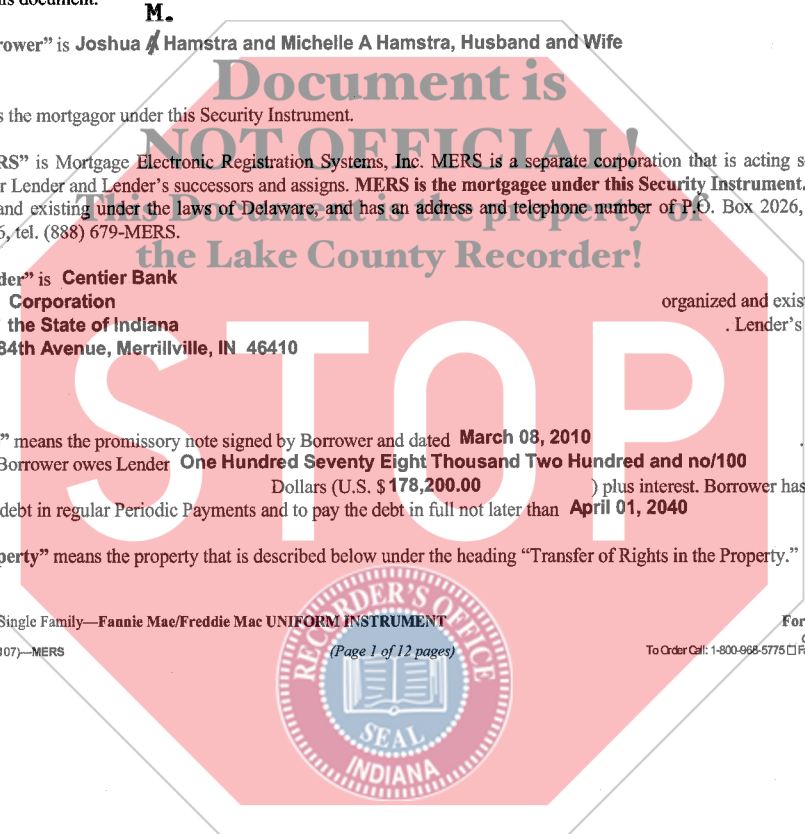 his document.
M.
rower” is Joshua A Hamstra and Michelle A Hamstra, Husband and Wife
Document is
s the mortgagor under this Security Instrument.
NOT OFFICIAL!
RS” is Mortgage Electronic Registration Systems, Inc. MERS is a separate corporation that is acting s
r Lender and Lender’s successors and assigns. MERS is the mortgagee under this Security Instrument.
This Document is the property of
and existing under the laws of Delaware, and has an address and telephone number of P.O. Box 2026,
6, tel. (888) 679-MERS.
the Lake County Recorder!
der” is Centier Bank
Corporation organized and exis
the State of Indiana . Lender’s
84th Avenue, Merrillville, IN 46410
STOP
” means the promissory note signed by Borrower and dated March 08, 2010 .
Borrower owes Lender One Hundred Seventy Eight Thousand Two Hundred and no/100
Dollars (U.S. $178,200.00 ) plus interest. Borrower has
debt in regular Periodic Payments and to pay the debt in full not later than April 01, 2040
perty” means the property that is described below under the heading “Transfer of Rights in the Property.”
Single Family—Fannie Mae/Freddie Mac UNIFORM INSTRUMENT For
307)—MERS (Page 1 of 12 pages) To Order Call: 1-800-968-5775 ☐ F
RECORDER'S OFFICE
SEAL
INDIANA